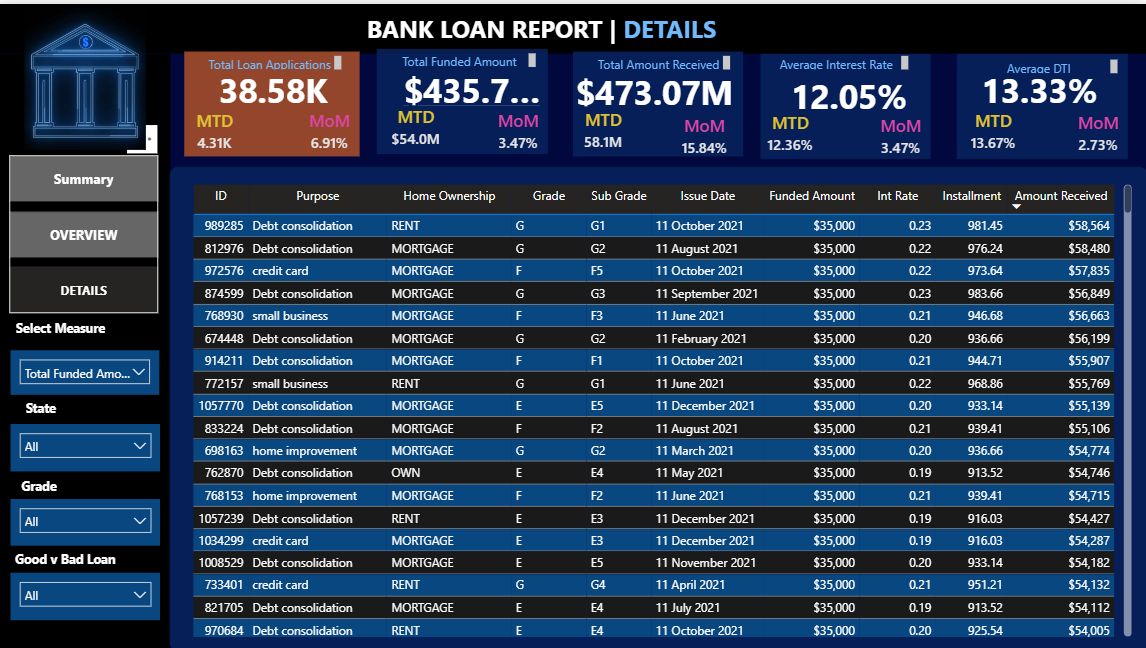 BANK LOAN REPORT | DETAILS
$
Total Loan Applications
38.58K
MTD MoM
4.31K 6.91%
Total Funded Amount
$435.7...
MTD MoM
$54.0M 3.47%
Total Amount Received
$473.07M
MTD MoM
58.1M 15.84%
Average Interest Rate
12.05%
MTD MoM
12.36% 3.47%
Average DTI
13.33%
MTD MoM
13.67% 2.73%
Summary
OVERVIEW
DETAILS
Select Measure
Total Funded Amo...
State
All
Grade
All
Good v Bad Loan
All
ID Purpose Home Ownership Grade Sub Grade Issue Date Funded Amount Int Rate Installment Amount Received
989285 Debt consolidation RENT G G1 11 October 2021 $35,000 0.23 981.45 $58,564
812976 Debt consolidation MORTGAGE G G2 11 August 2021 $35,000 0.22 976.24 $58,480
972576 credit card MORTGAGE F F5 11 October 2021 $35,000 0.22 973.64 $57,835
874599 Debt consolidation MORTGAGE G G3 11 September 2021 $35,000 0.23 983.66 $56,849
768930 small business MORTGAGE F F3 11 June 2021 $35,000 0.21 946.68 $56,663
674448 Debt consolidation MORTGAGE G G2 11 February 2021 $35,000 0.20 936.66 $56,199
914211 Debt consolidation MORTGAGE F F1 11 October 2021 $35,000 0.21 944.71 $55,907
772157 small business RENT G G1 11 June 2021 $35,000 0.22 968.86 $55,769
1057770 Debt consolidation MORTGAGE E E5 11 December 2021 $35,000 0.20 933.14 $55,139
833224 Debt consolidation MORTGAGE F F2 11 August 2021 $35,000 0.21 939.41 $55,106
698163 home improvement MORTGAGE G G2 11 March 2021 $35,000 0.20 936.66 $54,774
762870 Debt consolidation OWN E E4 11 May 2021 $35,000 0.19 913.52 $54,746
768153 home improvement MORTGAGE F F2 11 June 2021 $35,000 0.21 939.41 $54,715
1057239 Debt consolidation RENT E E3 11 December 2021 $35,000 0.19 916.03 $54,427
1034299 credit card MORTGAGE E E3 11 December 2021 $35,000 0.19 916.03 $54,287
1008529 Debt consolidation MORTGAGE E E5 11 November 2021 $35,000 0.20 933.14 $54,182
733401 credit card RENT G G4 11 April 2021 $35,000 0.21 951.21 $54,132
821705 Debt consolidation MORTGAGE E E4 11 July 2021 $35,000 0.19 913.52 $54,112
970684 Debt consolidation RENT E E4 11 October 2021 $35,000 0.20 925.54 $54,005